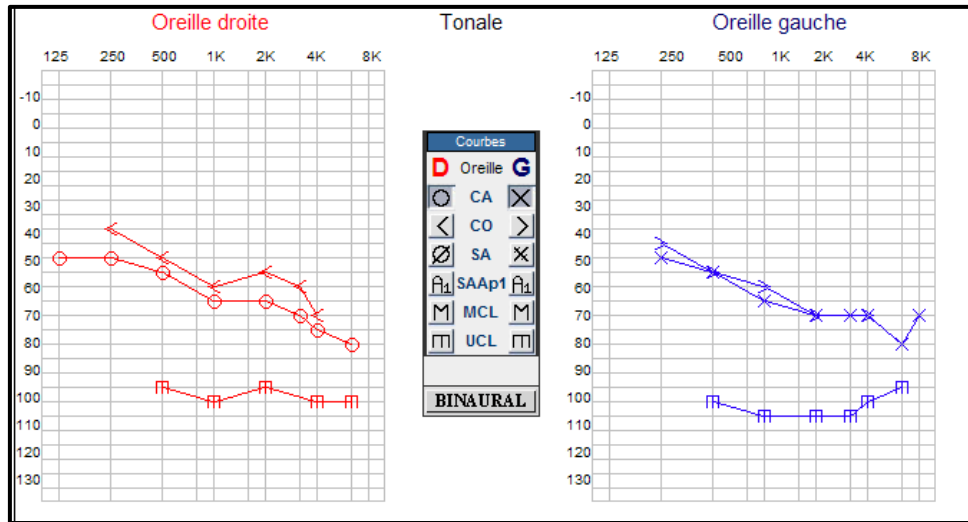 Oreille droite
Tonale
Oreille gauche
125 250 500 1K 2K 4K 8K
125 250 500 1K 2K 4K 8K
-10
0
10
20
30
40
50
60
70
80
90
100
110
120
130
Courbes
D Oreille G
CA
CO
SA
A1 SAAp1 A1
M MCL M
UCL
BINAURAL
-10
0
10
20
30
40
50
60
70
80
90
100
110
120
130